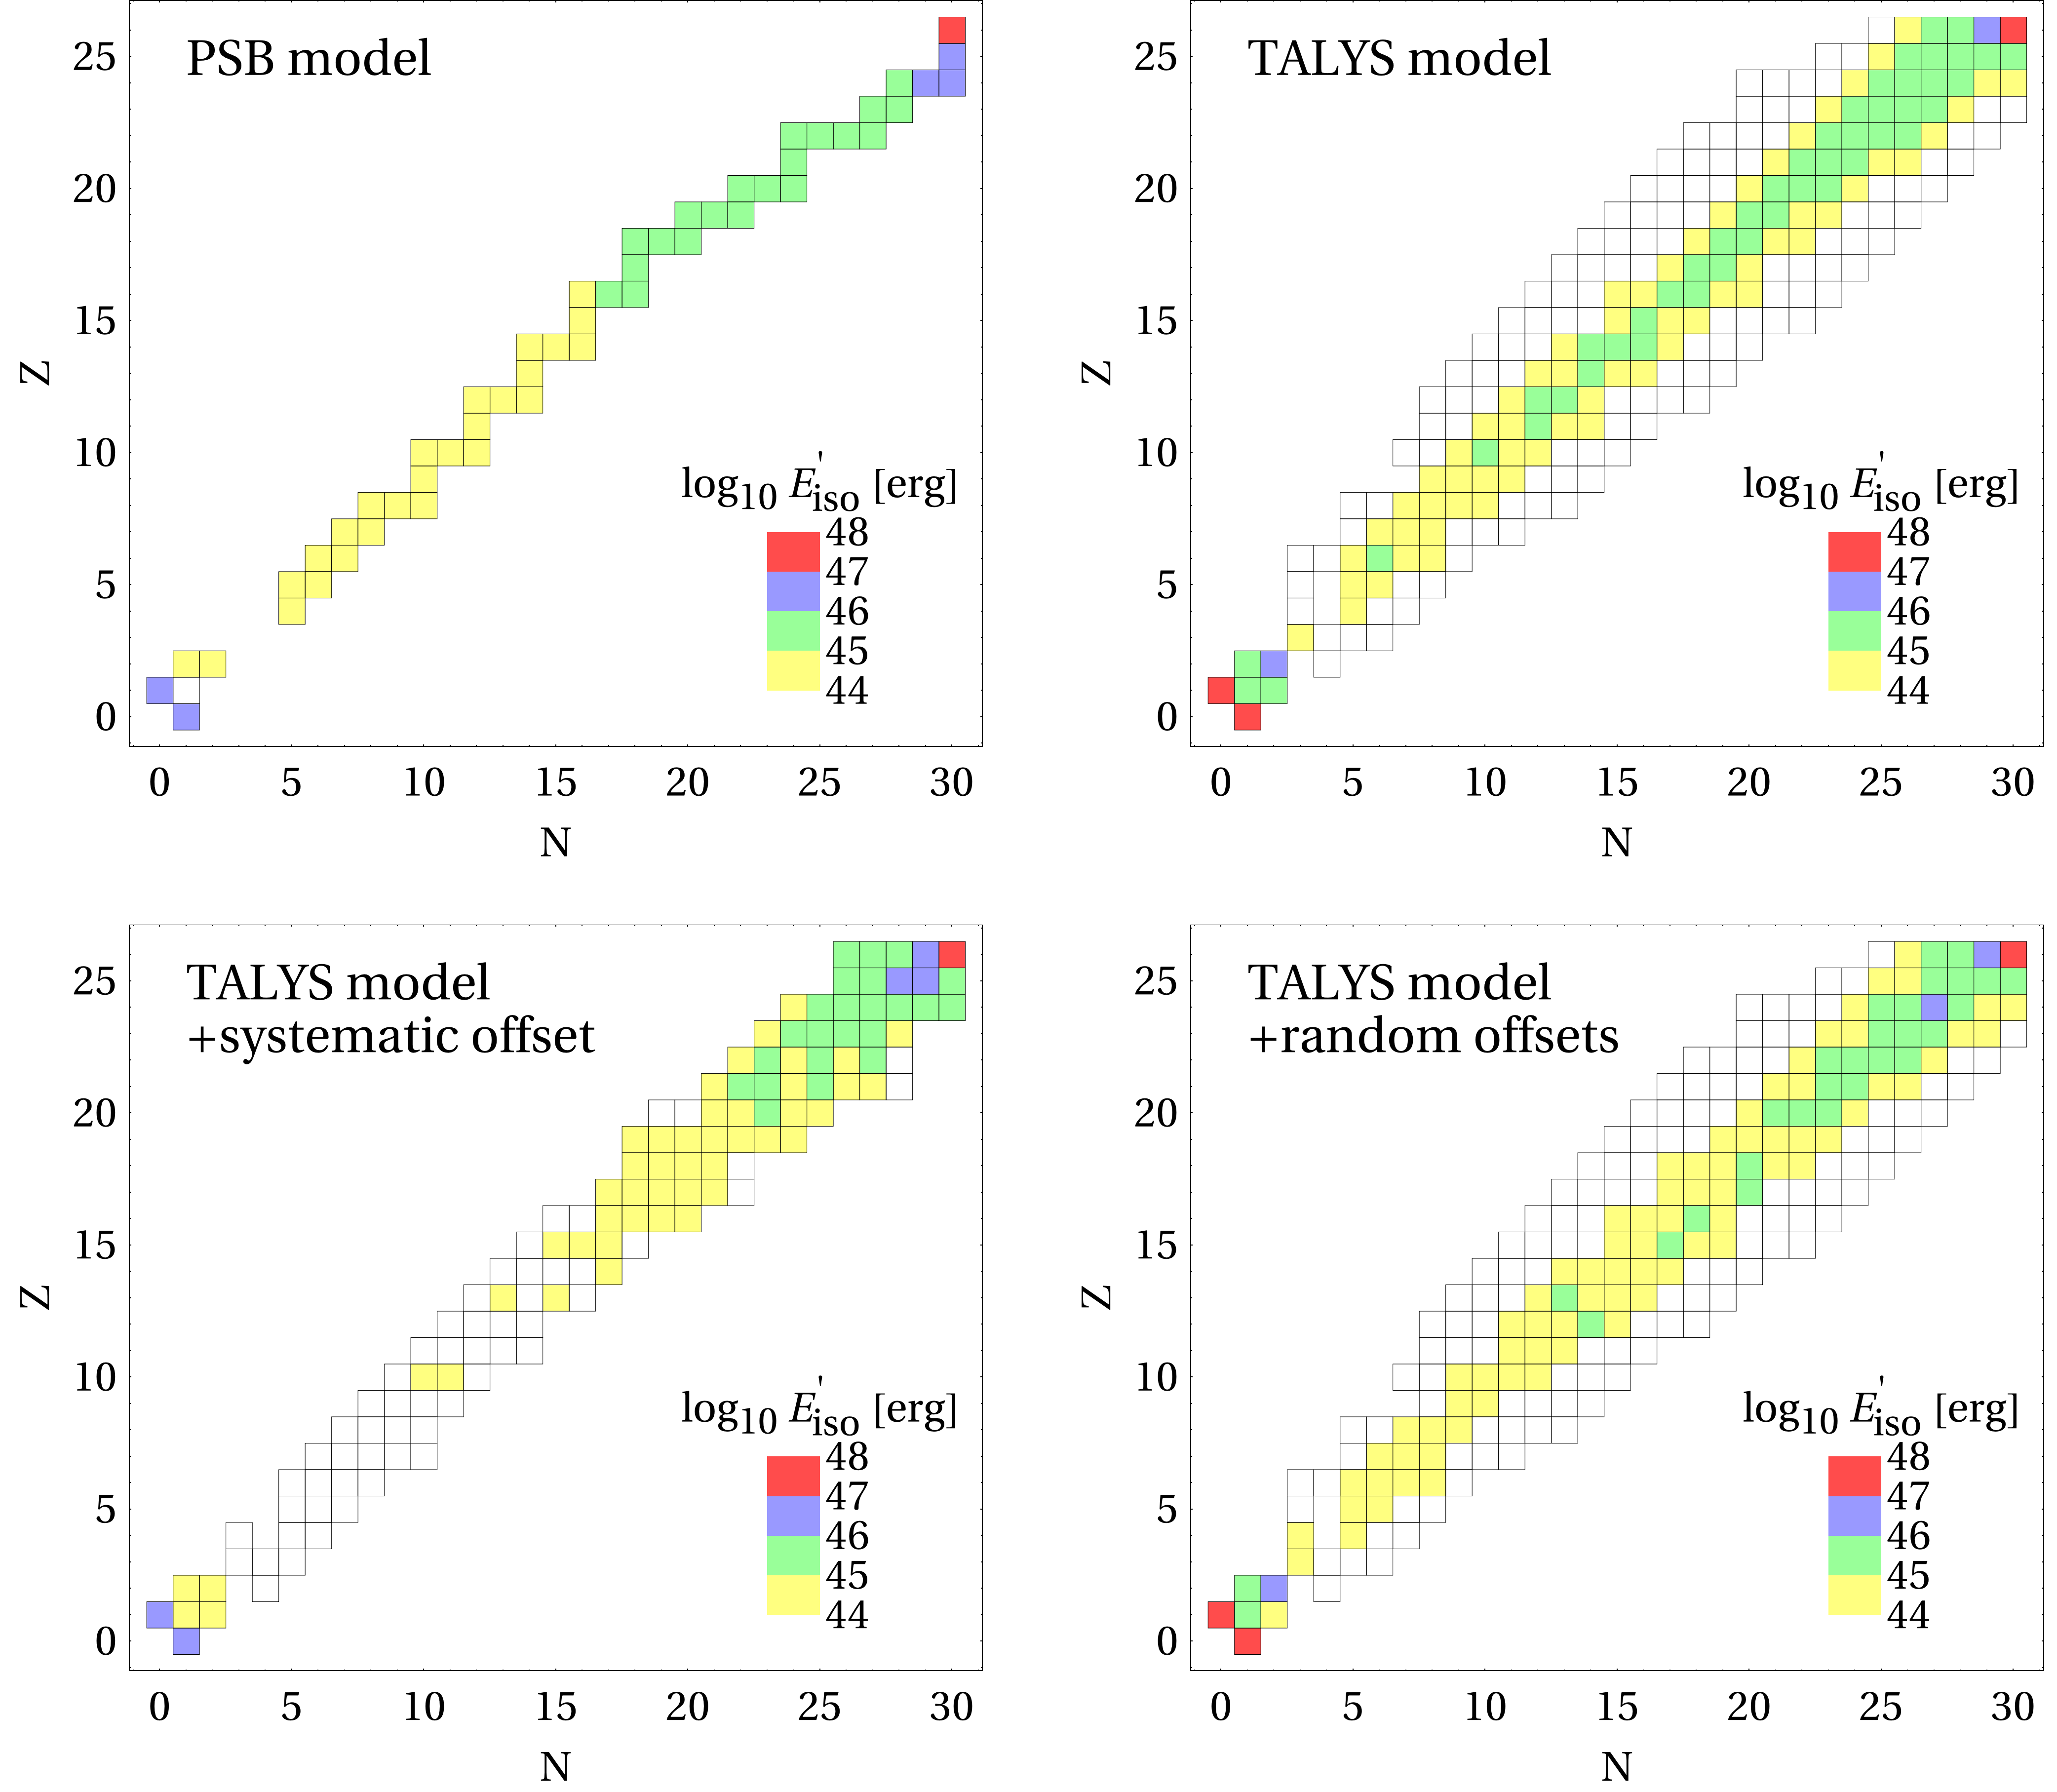 PSB model
25
20
15
10
5
0
Z
log10 E'iso [erg]
48
47
46
45
44
0 5 10 15 20 25 30
N
TALYS model
25
20
15
10
5
0
Z
log10 E'iso [erg]
48
47
46
45
44
0 5 10 15 20 25 30
N
TALYS model
+systematic offset
25
20
15
10
5
0
Z
log10 E'iso [erg]
48
47
46
45
44
0 5 10 15 20 25 30
N
TALYS model
+random offsets
25
20
15
10
5
0
Z
log10 E'iso [erg]
48
47
46
45
44
0 5 10 15 20 25 30
N